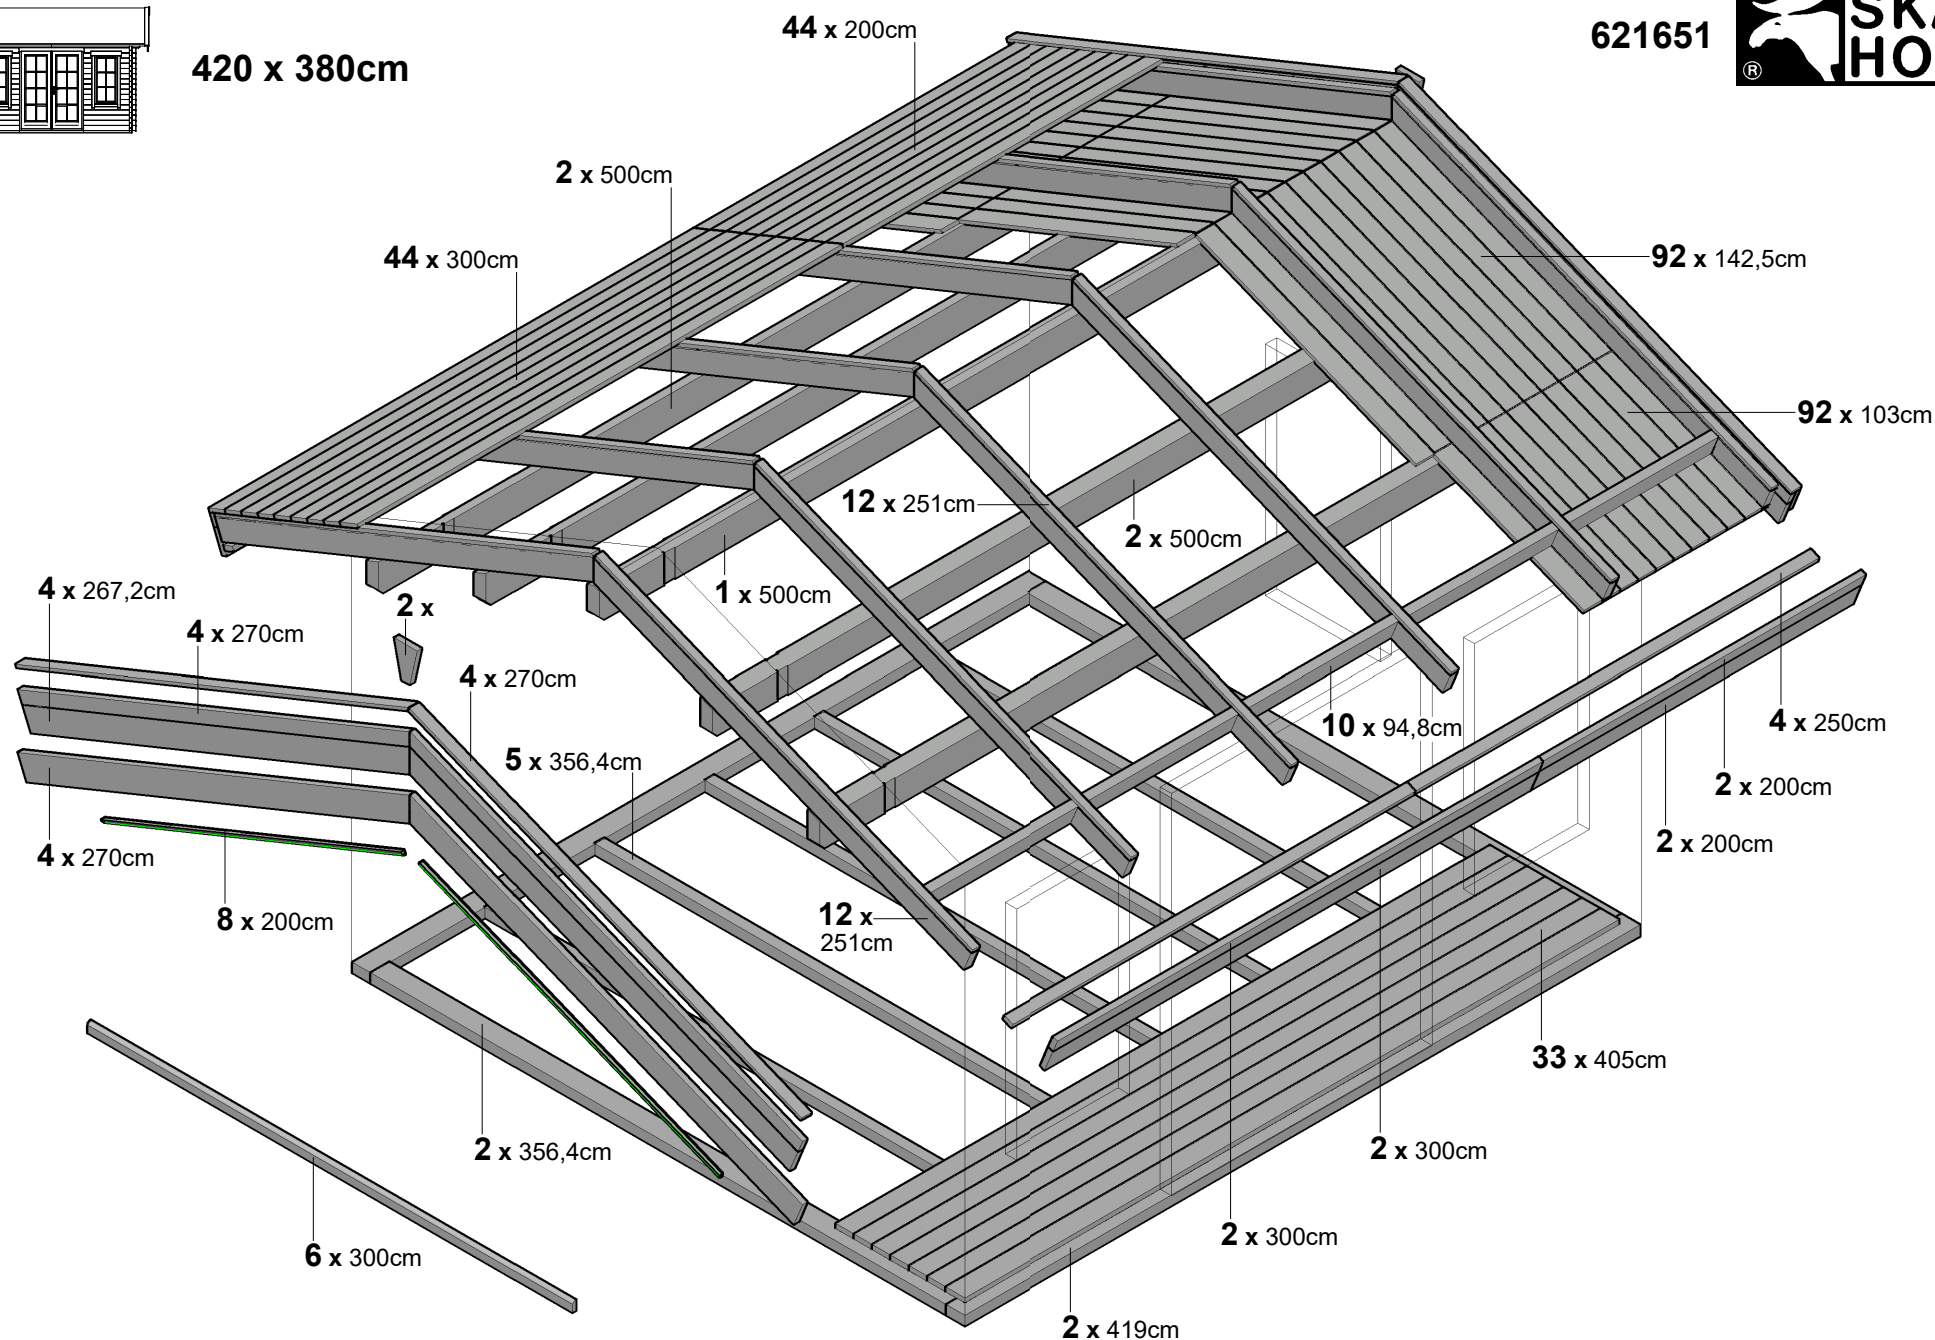 44 x 200cm
621651
SKA
HO
®
420 x 380cm
2 x 500cm
44 x 300cm
92 x 142,5cm
92 x 103cm
12 x 251cm
2 x 500cm
1 x 500cm
4 x 267,2cm
2 x
4 x 270cm
4 x 270cm
10 x 94,8cm
4 x 250cm
5 x 356,4cm
2 x 200cm
2 x 200cm
4 x 270cm
8 x 200cm
12 x
251cm
33 x 405cm
2 x 356,4cm
2 x 300cm
2 x 300cm
6 x 300cm
2 x 419cm